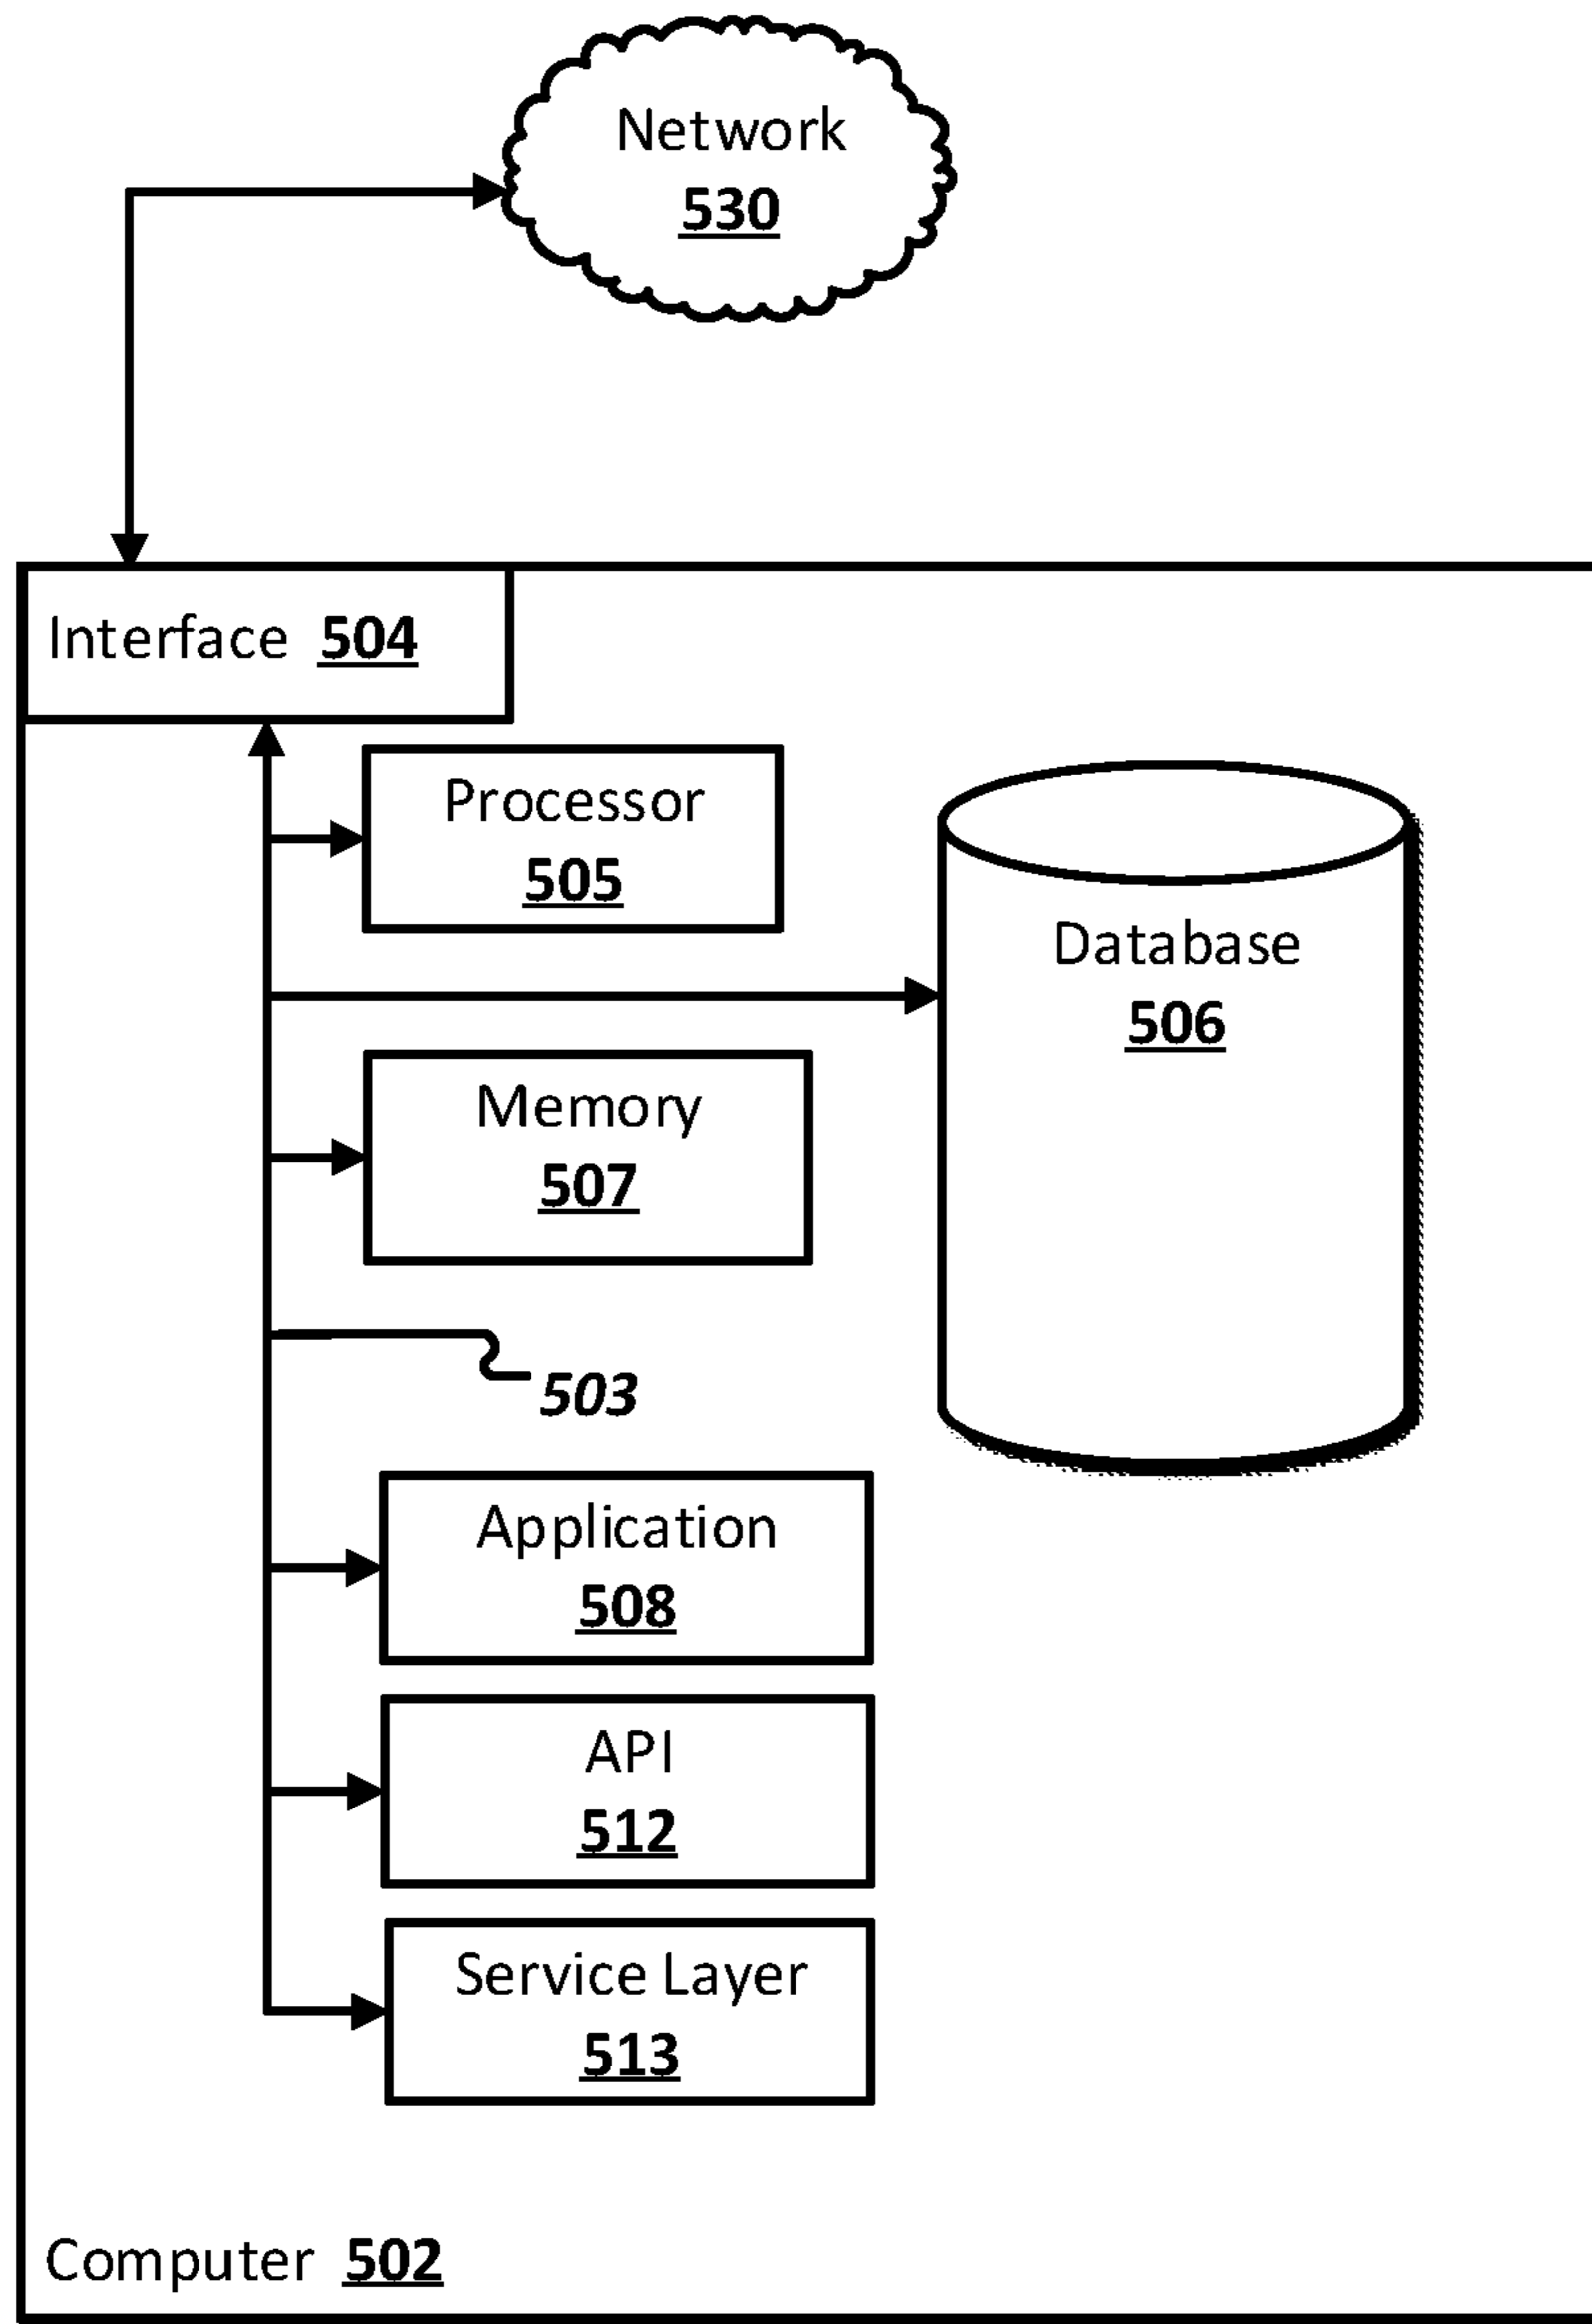 Network
530
Interface 504
Processor
505
Database
506
Memory
507
503
Application
508
API
512
Service Layer
513
Computer 502